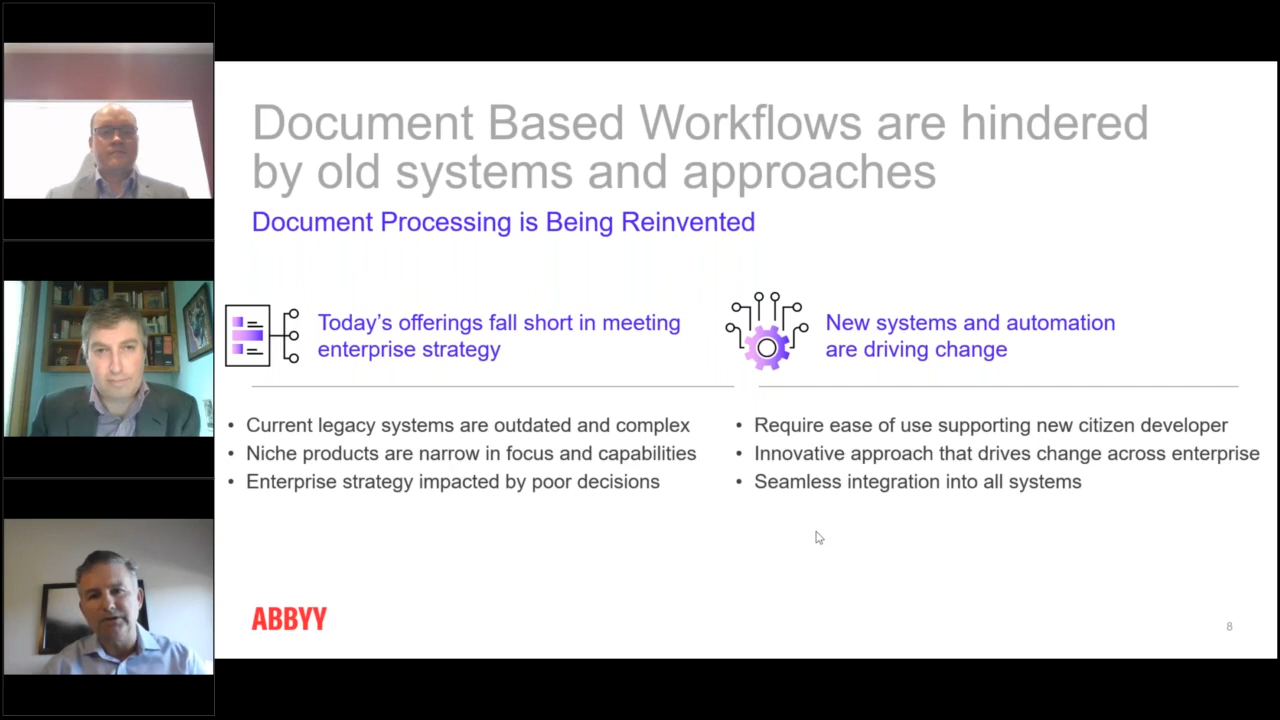 Document Based Workflows are hindered
by old systems and approaches
Document Processing is Being Reinvented
Today's offerings fall short in meeting
enterprise strategy
• Current legacy systems are outdated and complex
• Niche products are narrow in focus and capabilities
• Enterprise strategy impacted by poor decisions
New systems and automation
are driving change
• Require ease of use supporting new citizen developer
• Innovative approach that drives change across enterprise
• Seamless integration into all systems
ABBYY
8